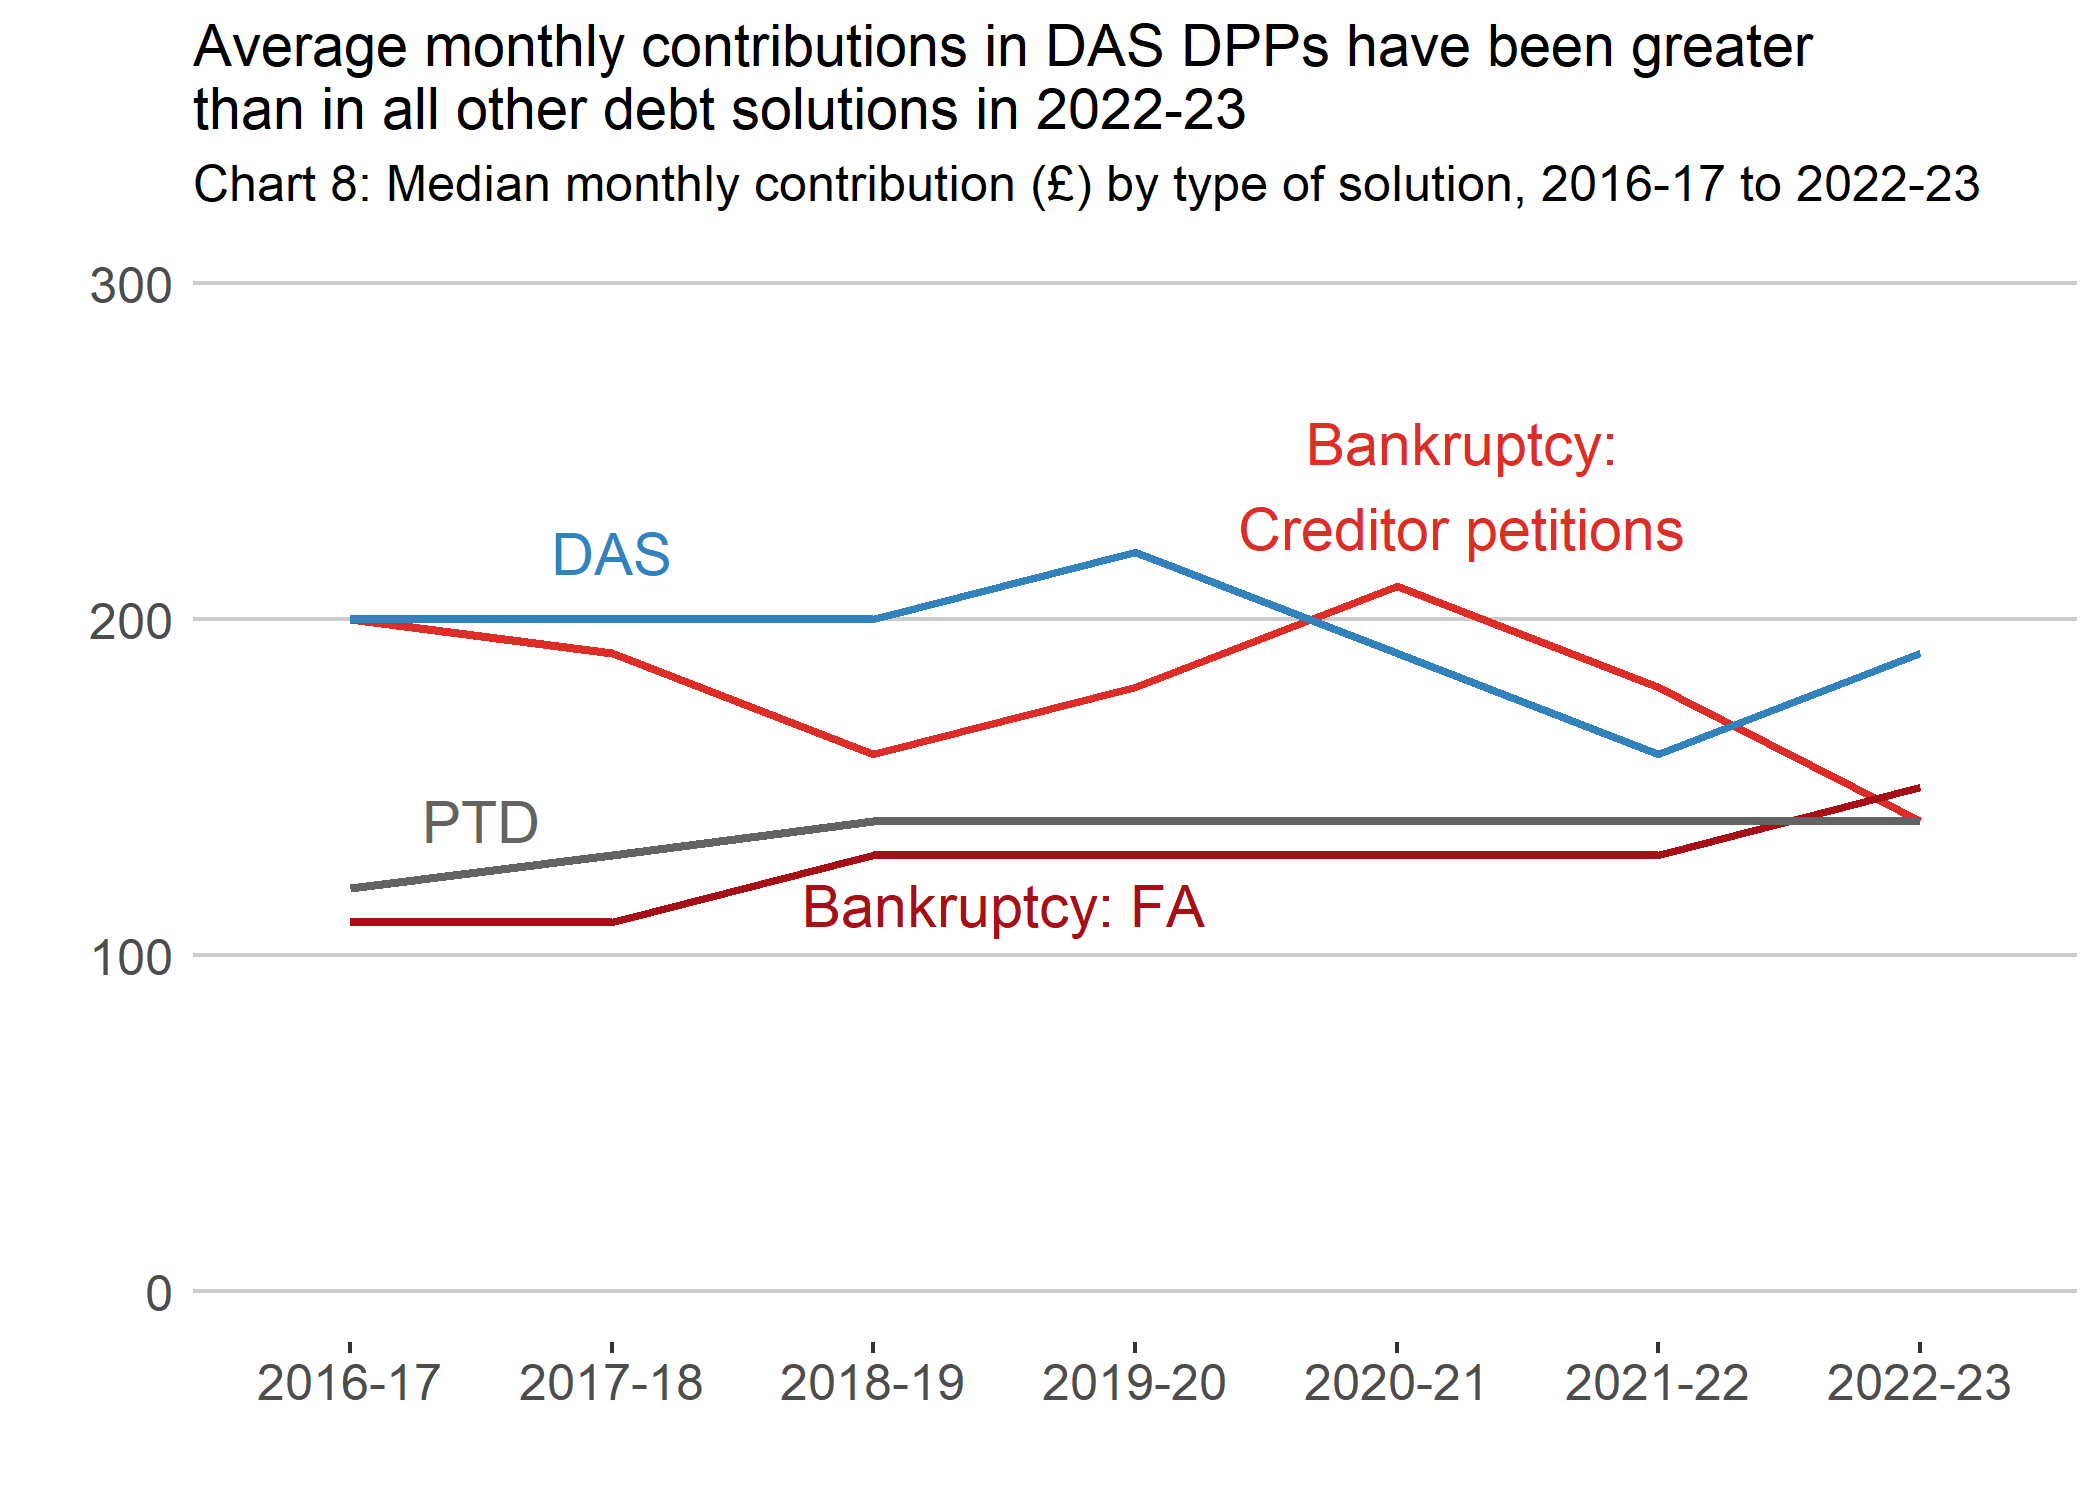 Average monthly contributions in DAS DPPs have been greater
than in all other debt solutions in 2022-23
Chart 8: Median monthly contribution (£) by type of solution, 2016-17 to 2022-23
300
Bankruptcy:
Creditor petitions
DAS
200
PTD
Bankruptcy: FA
100
0
2016-17 2017-18 2018-19 2019-20 2020-21 2021-22 2022-23